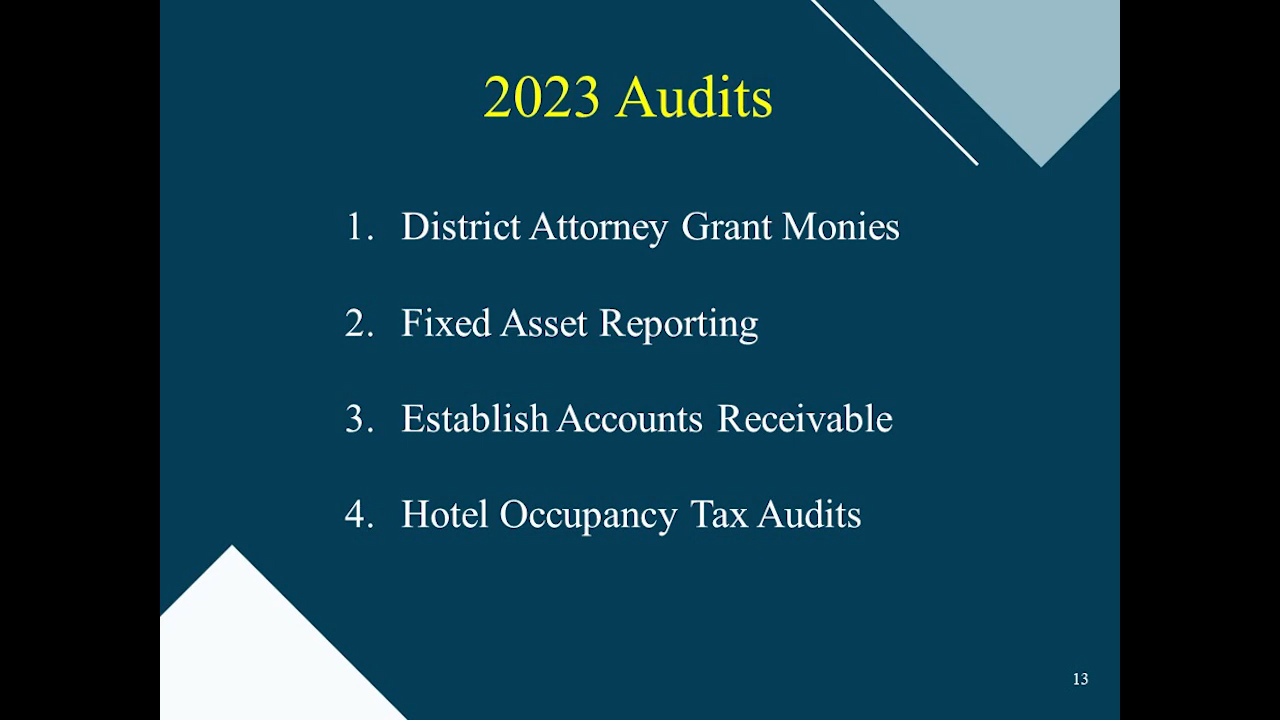 2023 Audits
1. District Attorney Grant Monies
2. Fixed Asset Reporting
3. Establish Accounts Receivable
4. Hotel Occupancy Tax Audits
13